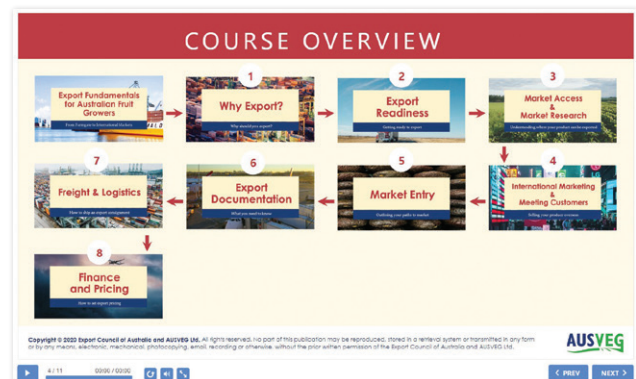 COURSE OVERVIEW
Export Fundamentals
for Australian Fruit
Growers
From Farm gate to International Markets
1
Why Export?
Why should you export?
2
Export
Readiness
Getting ready to export
3
Market Access
&
Market Research
Understanding where your product can be exported
4
International Marketing
&
Meeting Customers
Selling your product overseas
5
Market Entry
Outlining your paths to market
6
Export
Documentation
What you need to know
7
Freight & Logistics
How to ship an export consignment
8
Finance
and Pricing
How to set export pricing
Copyright © 2023 Export Council of Australia and AUSVEG Ltd. All rights reserved. No part of this publication may be reproduced, stored in a retrieval system or transmitted in any form
or by any means, electronic, mechanical, photocopying, email, recording or otherwise, without the prior written permission of the Export Council of Australia and AUSVEG Ltd.
AUSVEG
4 / 11
00:00 / 00:00
PREV
NEXT